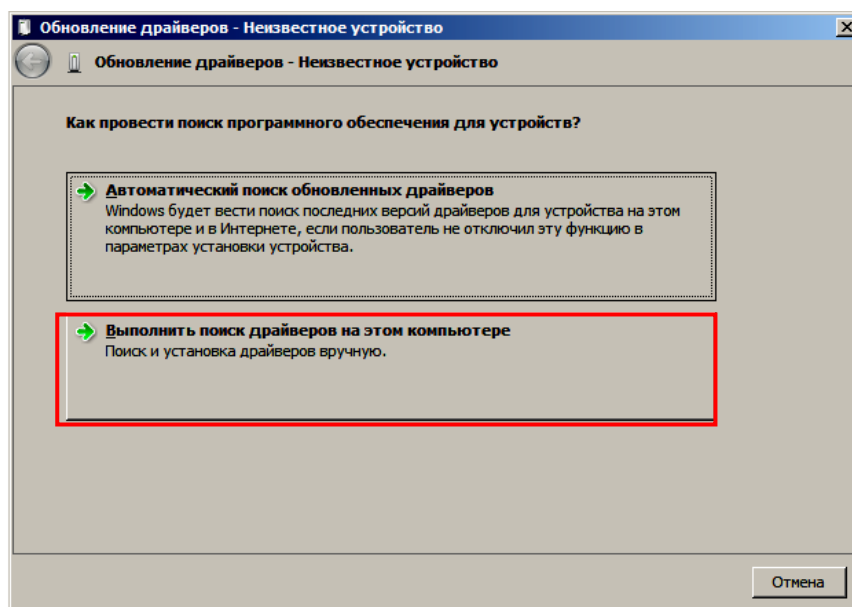 Обновление драйверов - Неизвестное устройство
Обновление драйверов - Неизвестное устройство
Как провести поиск программного обеспечения для устройств?
Автоматический поиск обновленных драйверов
Windows будет вести поиск последних версий драйверов для устройства на этом
компьютере и в Интернете, если пользователь не отключил эту функцию в
параметрах установки устройства.
Выполнить поиск драйверов на этом компьютере
Поиск и установка драйверов вручную.
Отмена